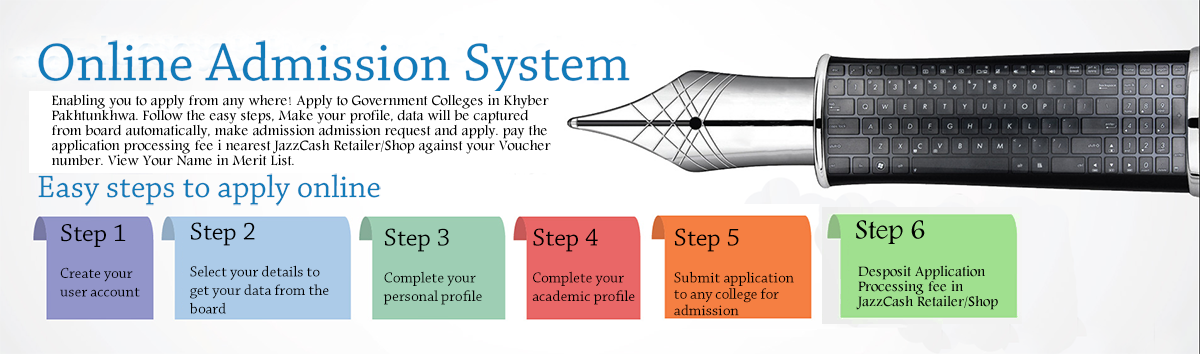 Online Admission System
Enabling you to apply from any where! Apply to Government Colleges in Khyber
Pakhtunkhwa. Follow the easy steps, Make your profile, data will be captured
from board automatically, make admission admission request and apply. pay the
application processing fee i nearest JazzCash Retailer/Shop against your Voucher
number. View Your Name in Merit List.
Easy steps to apply online
Step 1
Create your
user account
Step 2
Select your details to
get your data from the
board
Step 3
Complete your
personal profile
Step 4
Complete your
academic profile
Step 5
Submit application
to any college for
admission
Step 6
Desposit Application
Processing fee in
JazzCash Retailer/Shop